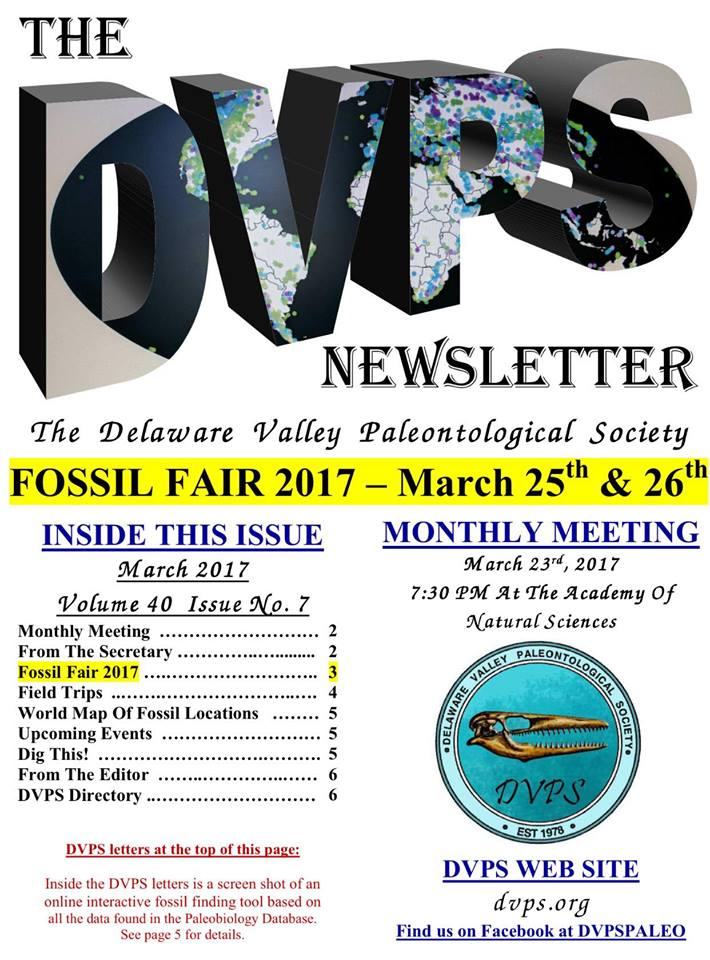 THE
DVPS
NEWSLETTER
The Delaware Valley Paleontological Society
FOSSIL FAIR 2017 – March 25th & 26th
INSIDE THIS ISSUE
March 2017
Volume 40 Issue No. 7
Monthly Meeting ………………………. 2
From The Secretary ……………......... 2
Fossil Fair 2017 ……………………….. 3
Field Trips ...…………………………. 4
World Map Of Fossil Locations …….. 5
Upcoming Events ……………………… 5
Dig This! ………………………………. 5
From The Editor ……………………… 6
DVPS Directory ………………………… 6
DVPS letters at the top of this page:
Inside the DVPS letters is a screen shot of an
online interactive fossil finding tool based on
all the data found in the Paleobiology Database.
See page 5 for details.
MONTHLY MEETING
March 23rd, 2017
7:30 PM At The Academy Of
Natural Sciences
DELAWARE VALLEY PALEONTOLOGICAL SOCIETY
DVPS
EST 1978
DVPS WEB SITE
dvps.org
Find us on Facebook at DVPSPALEO